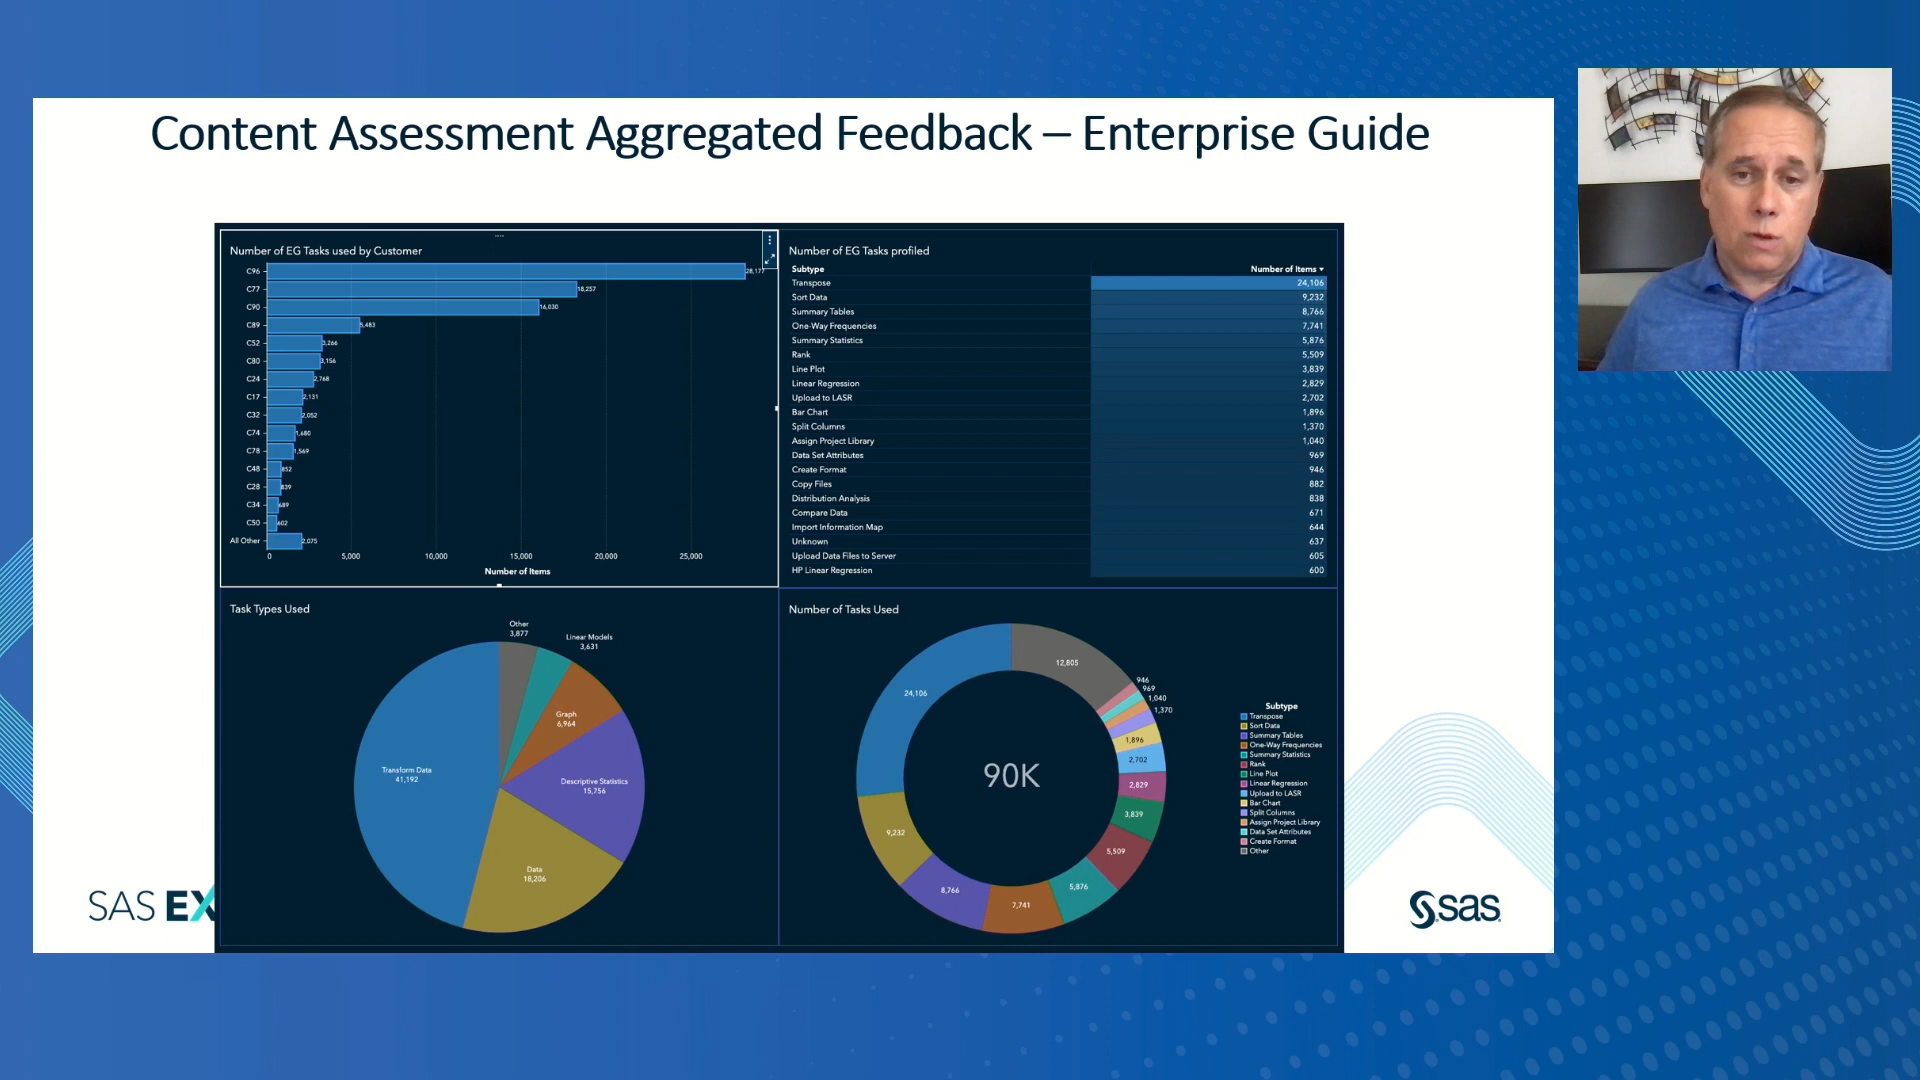 Content Assessment Aggregated Feedback – Enterprise Guide
Number of EG Tasks used by Customer
C96 28,177
C77 18,257
C90 16,030
C89 5,483
C52 3,266
C80 3,156
C24 2,768
C17 2,131
C32 2,052
C74 1,680
C78 1,569
C48 852
C28 839
C34 689
C50 602
All Other 2,075
0 5,000 10,000 15,000 20,000 25,000
Number of Items
Number of EG Tasks profiled
Subtype Number of Items
Transpose 24,106
Sort Data 9,232
Summary Tables 8,766
One-Way Frequencies 7,741
Summary Statistics 5,876
Rank 5,509
Line Plot 3,839
Linear Regression 2,829
Upload to LASR 2,702
Bar Chart 1,896
Split Columns 1,370
Assign Project Library 1,040
Data Set Attributes 969
Create Format 946
Copy Files 882
Distribution Analysis 838
Compare Data 671
Import Information Map 644
Unknown 637
Upload Data Files to Server 605
HP Linear Regression 600
Task Types Used
Other
3,877
Linear Models
3,631
Graph
6,964
Descriptive Statistics
15,756
Data
18,206
Transform Data
41,192
Number of Tasks Used
12,805
946
969
1,040
1,370
1,896
2,702
2,829
3,839
5,509
5,876
7,741
8,766
9,232
24,106
90K
Subtype
Transpose
Sort Data
Summary Tables
One-Way Frequencies
Summary Statistics
Rank
Line Plot
Linear Regression
Upload to LASR
Bar Chart
Split Columns
Assign Project Library
Data Set Attributes
Create Format
Other
SAS EX
sas